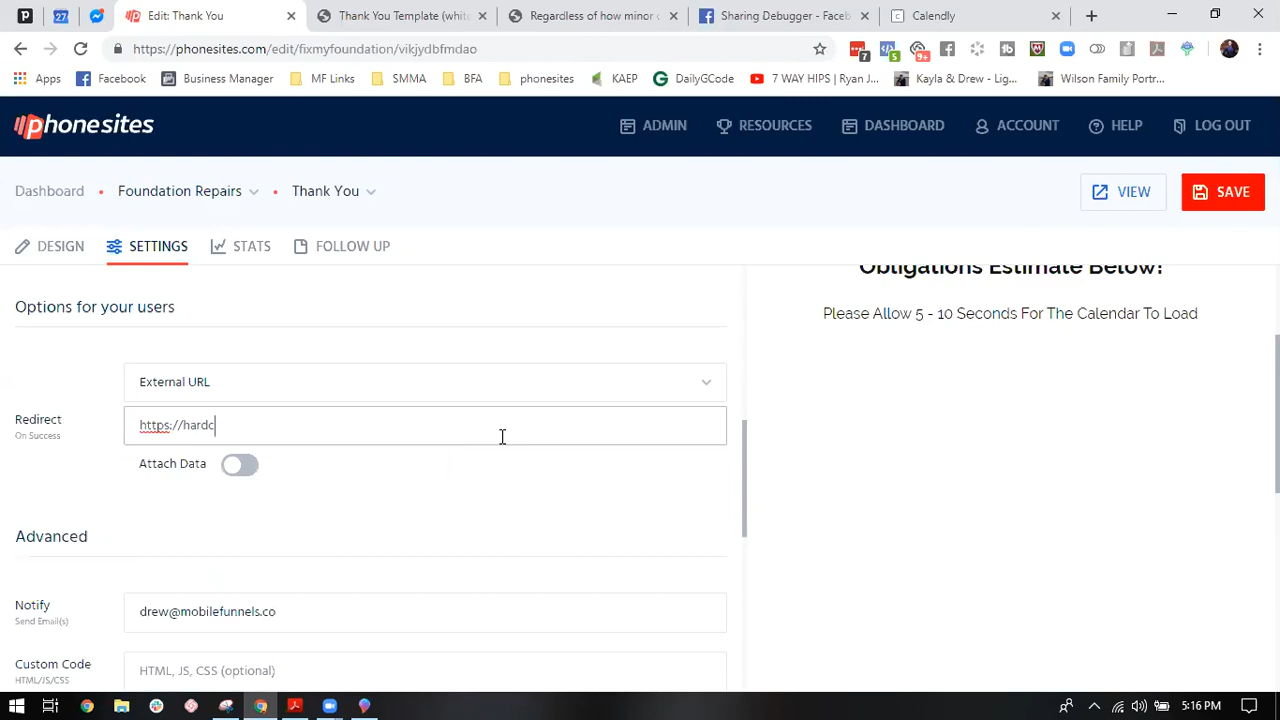 Edit: Thank You
Thank You Template (whit
Regardless of how minor c
Sharing Debugger - Faceb
Calendly
https://phonesites.com/edit/fixmyfoundation/vikjydbfmdao
7
5
9+
Apps
Facebook
Business Manager
MF Links
SMMA
BFA
phonesites
KAEP
DailyGCode
7 WAY HIPS | Ryan J...
Kayla & Drew - Lig...
Wilson Family Portr...
phonesites
ADMIN
RESOURCES
DASHBOARD
ACCOUNT
HELP
LOG OUT
Dashboard
Foundation Repairs
Thank You
VIEW
SAVE
DESIGN
SETTINGS
STATS
FOLLOW UP
Obligations Estimate Below!
Please Allow 5 - 10 Seconds For The Calendar To Load
Options for your users
External URL
Redirect
On Success
https://hardc
Attach Data
Advanced
Notify
Send Email(s)
drew@mobilefunnels.co
Custom Code
HTML/JS/CSS
HTML, JS, CSS (optional)
5:16 PM